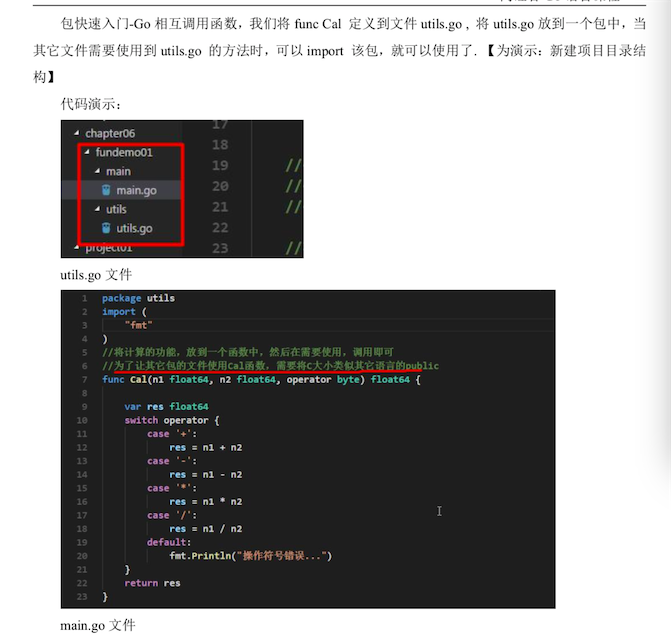 包快速入门-Go 相互调用函数，我们将 func Cal 定义到文件 utils.go , 将 utils.go 放到一个包中，当
其它文件需要使用到 utils.go 的方法时，可以 import 该包，就可以使用了. 【为演示：新建项目目录结
构】
代码演示：
chapter06
fundemo01
main
main.go
utils
utils.go
project01
17
18
19 //
20 //
21 //
22
23 //
utils.go 文件
1 package utils
2 import (
3 "fmt"
4 )
5 //将计算的功能，放到一个函数中，然后在需要使用，调用即可
6 //为了让其它包的文件使用Cal函数，需要将C大小类似其它语言的public
7 func Cal(n1 float64, n2 float64, operator byte) float64 {
8
9 var res float64
10 switch operator {
11 case '+':
12 res = n1 + n2
13 case '-':
14 res = n1 - n2
15 case '*':
16 res = n1 * n2
17 case '/':
18 res = n1 / n2
19 default:
20 fmt.Println("操作符号错误...")
21 }
22 return res
23 }
main.go 文件